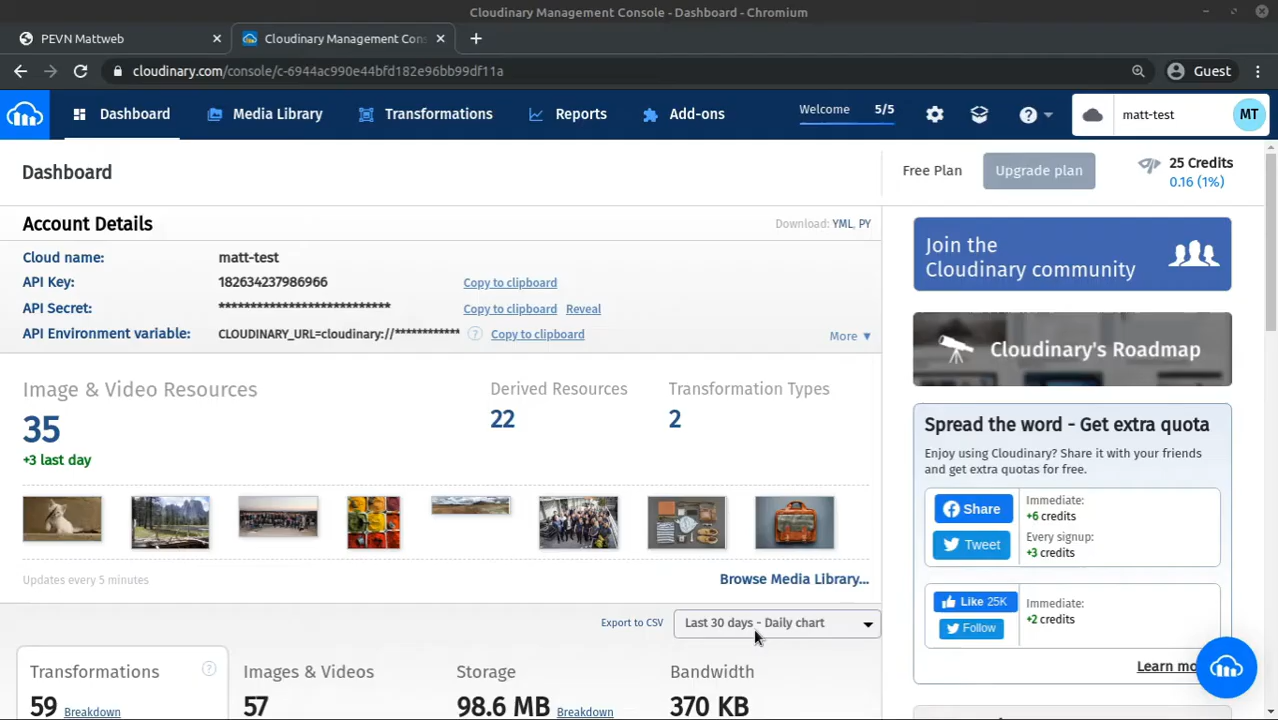 Cloudinary Management Console - Dashboard - Chromium
PEVN Mattweb
Cloudinary Management Cons
cloudinary.com/console/c-6944ac990e44bfd182e96bb99df11a
Guest
Dashboard
Media Library
Transformations
Reports
Add-ons
Welcome 5/5
matt-test
MT
Dashboard
Free Plan
Upgrade plan
25 Credits
0.16 (1%)
Account Details
Download: YML, PY
Cloud name: matt-test
API Key: 182634237986966 Copy to clipboard
API Secret: *************************** Copy to clipboard Reveal
API Environment variable: CLOUDINARY_URL=cloudinary://************ ? Copy to clipboard
More ▼
Image & Video Resources
35
+3 last day
Derived Resources
22
Transformation Types
2
Updates every 5 minutes
Browse Media Library...
Export to CSV
Last 30 days - Daily chart
Transformations ?
59 Breakdown
Images & Videos
57
Storage
98.6 MB Breakdown
Bandwidth
370 KB
Join the
Cloudinary community
Cloudinary's Roadmap
Spread the word - Get extra quota
Enjoy using Cloudinary? Share it with your friends
and get extra quotas for free.
Share
Tweet
Immediate:
+6 credits
Every signup:
+3 credits
Like 25K
Follow
Immediate:
+2 credits
Learn mo